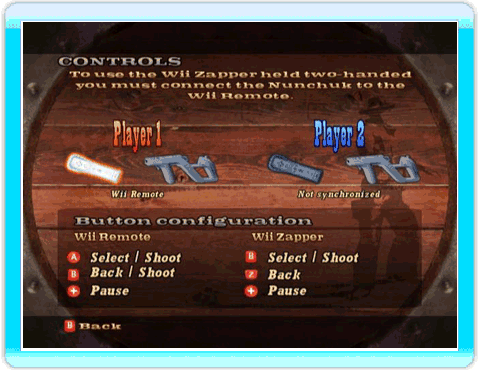 CONTROLS
To use the Wii Zapper held two-handed
you must connect the Nunchuk to the
Wii Remote.
Player 1
Player 2
Wii Remote
Not synchronized
Button configuration
Wii Remote
Wii Zapper
A Select / Shoot
B Select / Shoot
B Back / Shoot
Z Back
+ Pause
+ Pause
B Back